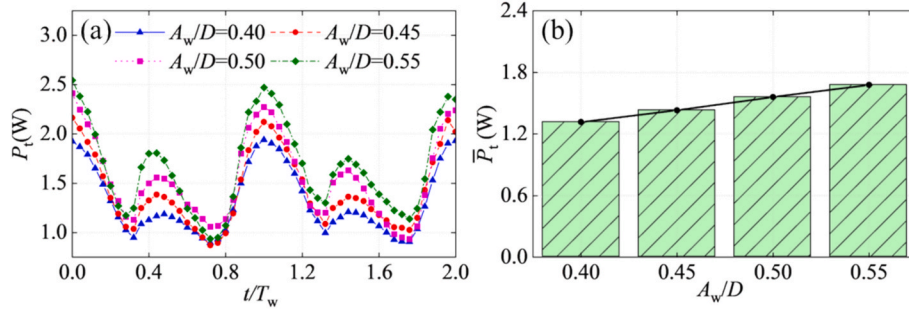 (a)
A_w/D=0.40
A_w/D=0.45
A_w/D=0.50
A_w/D=0.55
3.0
2.5
2.0
1.5
1.0
P_t(W)
0.0 0.4 0.8 1.2 1.6 2.0
t/T_w
(b)
2.4
1.8
1.2
0.6
0.0
P̅_t (W)
0.40 0.45 0.50 0.55
A_w/D